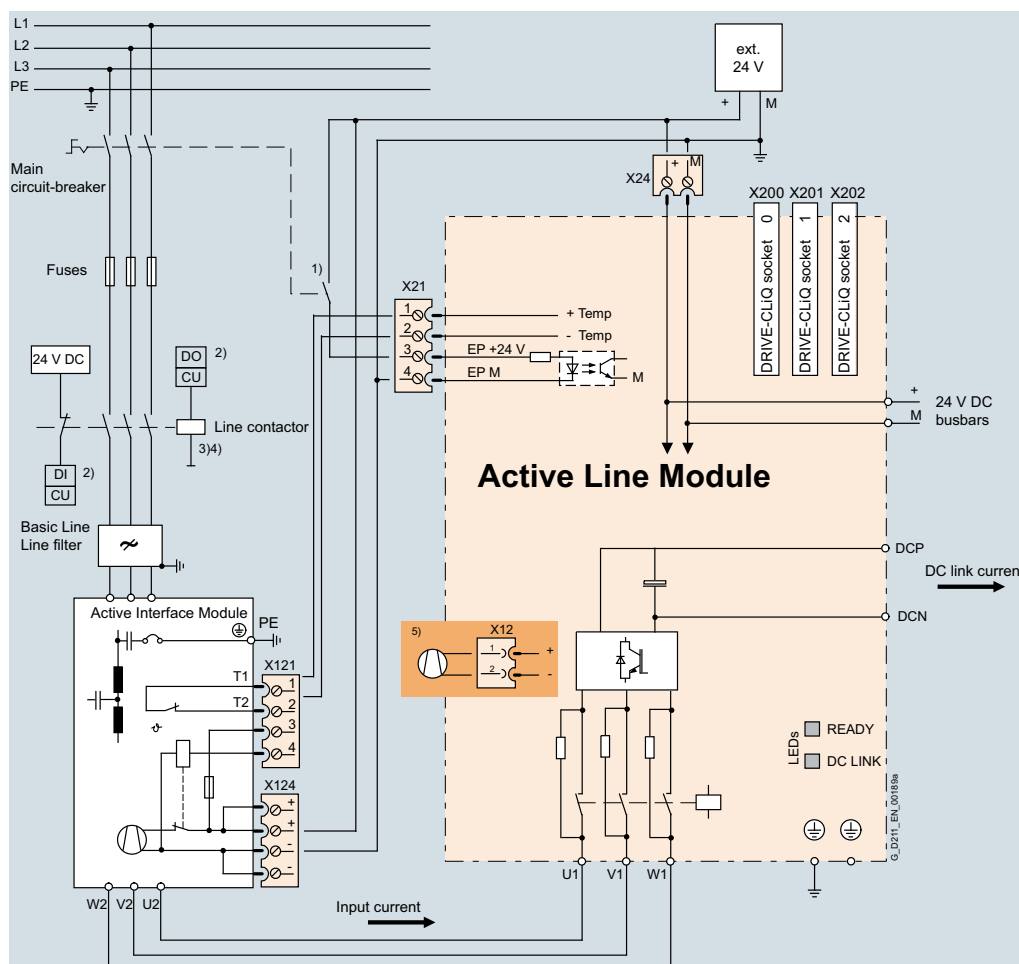 L1
L2
L3
PE
ext.
24 V
+ M
Main
circuit-breaker
X24
+ M
X200 X201 X202
DRIVE-CLiQ socket 0
DRIVE-CLiQ socket 1
DRIVE-CLiQ socket 2
Fuses
1)
X21
1
2
3
4
+ Temp
- Temp
EP +24 V
EP M
M
24 V DC
DO 2)
CU
Line contactor
3)4)
DI 2)
CU
+
M
24 V DC
busbars
Active Line Module
Basic Line
Line filter
DCP
DC link curren
DCN
Active Interface Module
PE
X121
T1
T2
1
2
3
4
ϑ
X124
+
+
-
-
5)
X12
1
2
+
-
LEDs
READY
DC LINK
G_D211_EN_00189a
U1 V1 W1
W2 V2 U2
Input current